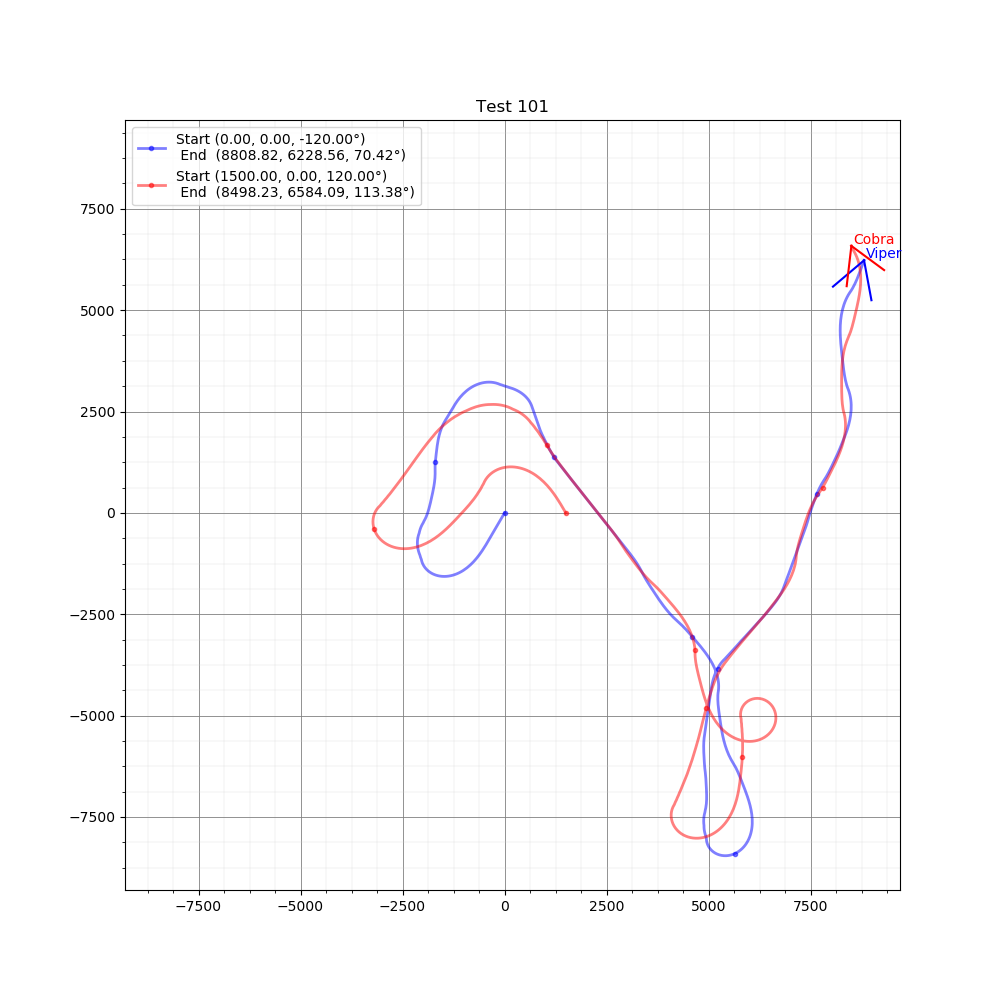 Test 101
Start (0.00, 0.00, -120.00°)
End  (8808.82, 6228.56, 70.42°)
Start (1500.00, 0.00, 120.00°)
End  (8498.23, 6584.09, 113.38°)
Cobra
Viper
7500
5000
2500
0
−2500
−5000
−7500
−7500 −5000 −2500 0 2500 5000 7500